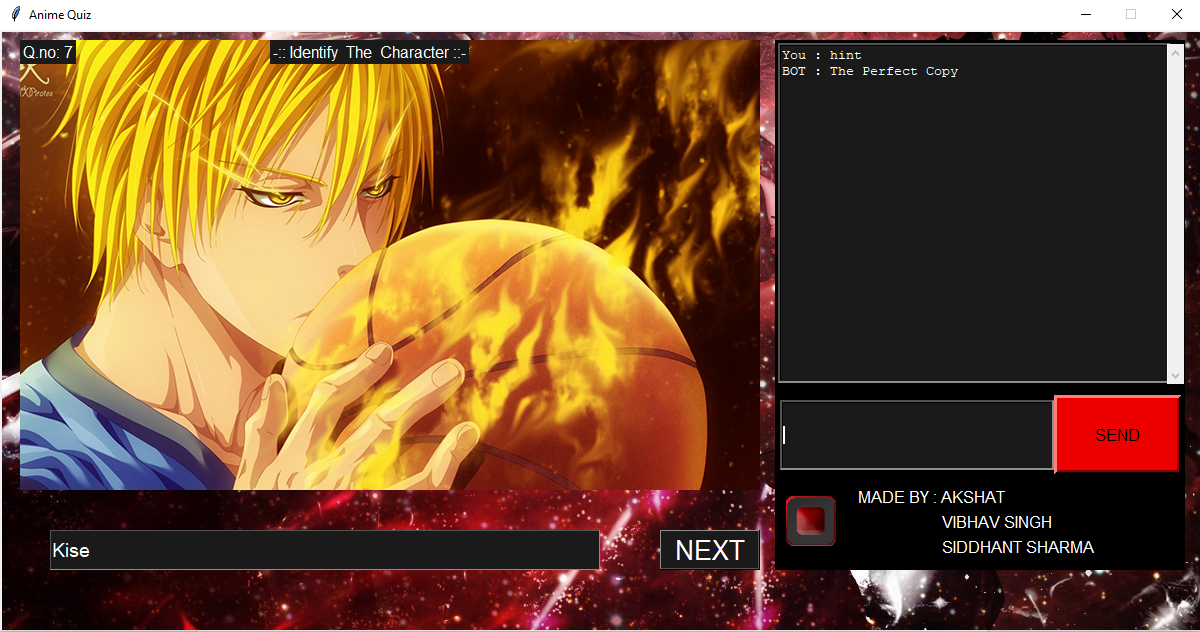 Anime Quiz
Q.no: 7
-:: Identify The Character ::-
You : hint
BOT : The Perfect Copy
Kise
NEXT
SEND
MADE BY : AKSHAT
VIBHAV SINGH
SIDDHANT SHARMA